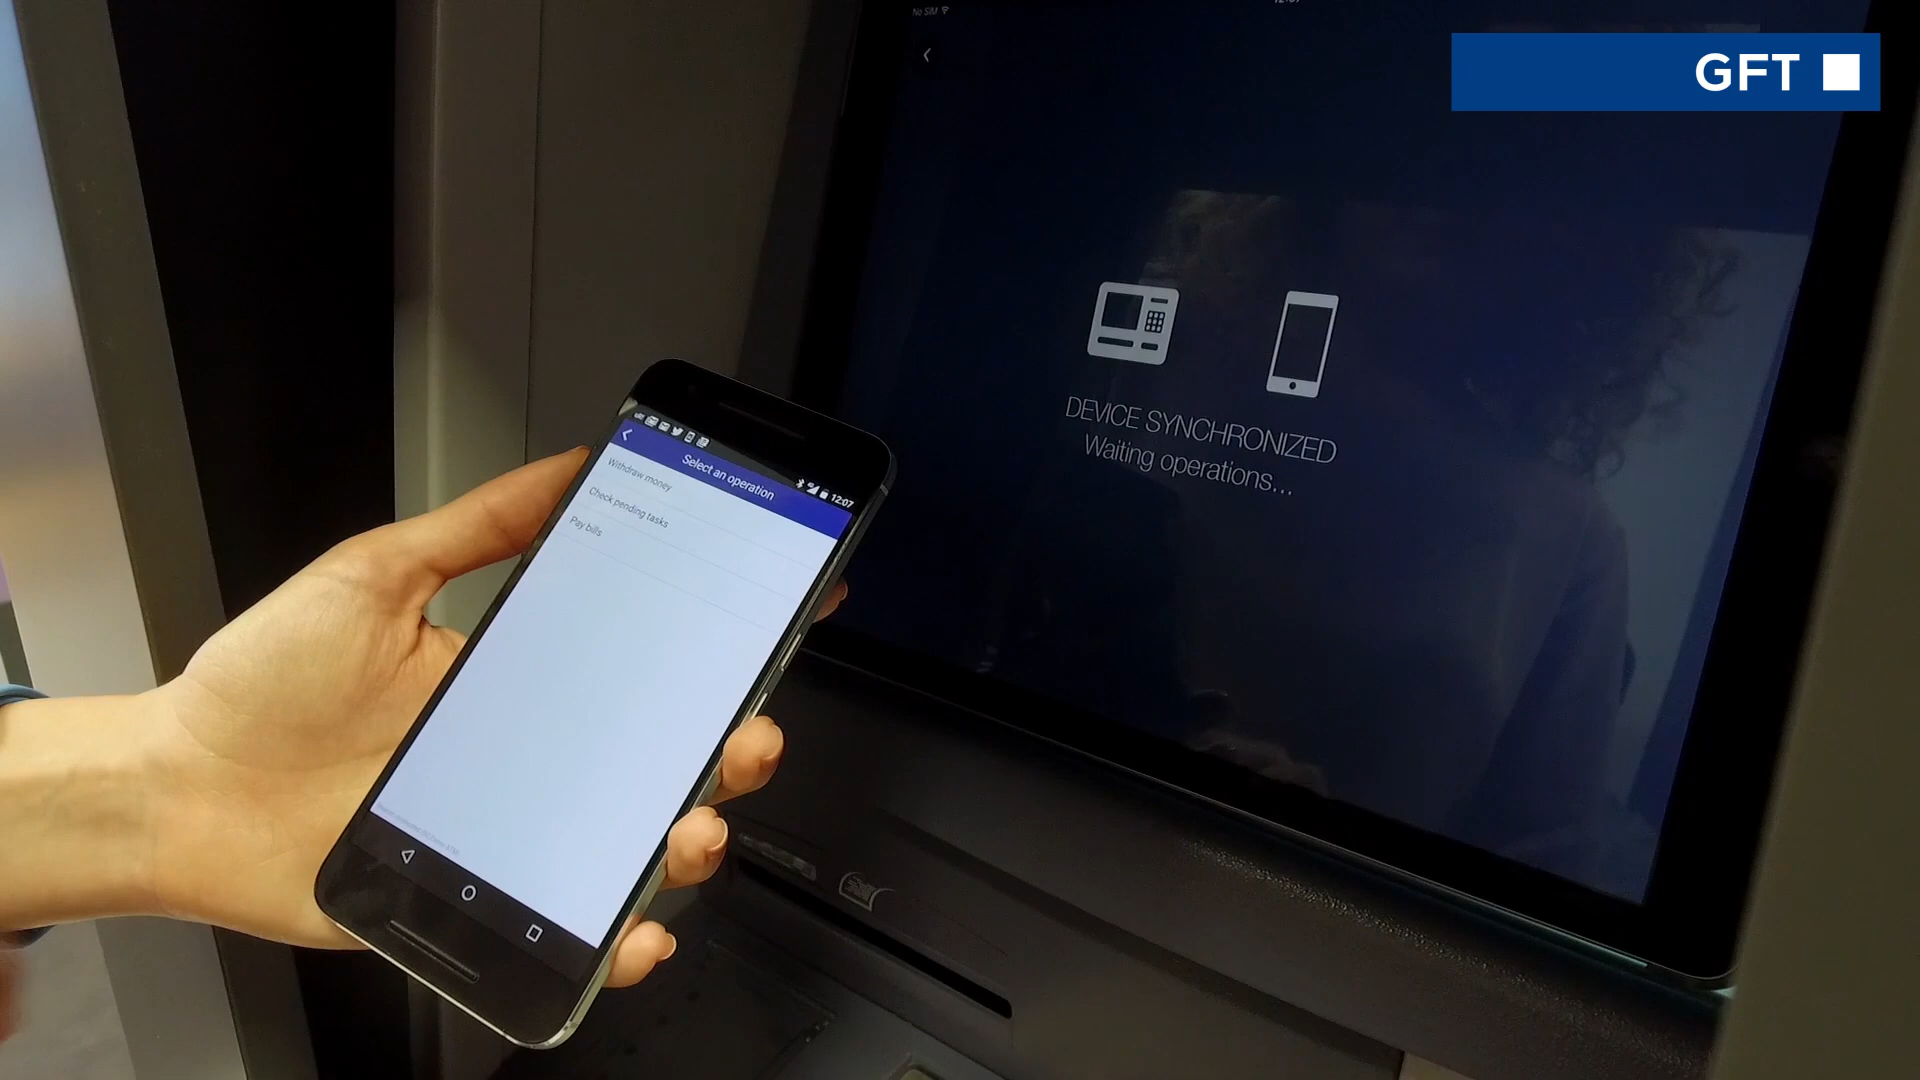 No SIM
GFT
DEVICE SYNCHRONIZED
Waiting operations...
12:07
Select an operation
Withdraw money
Check pending tasks
Pay bills